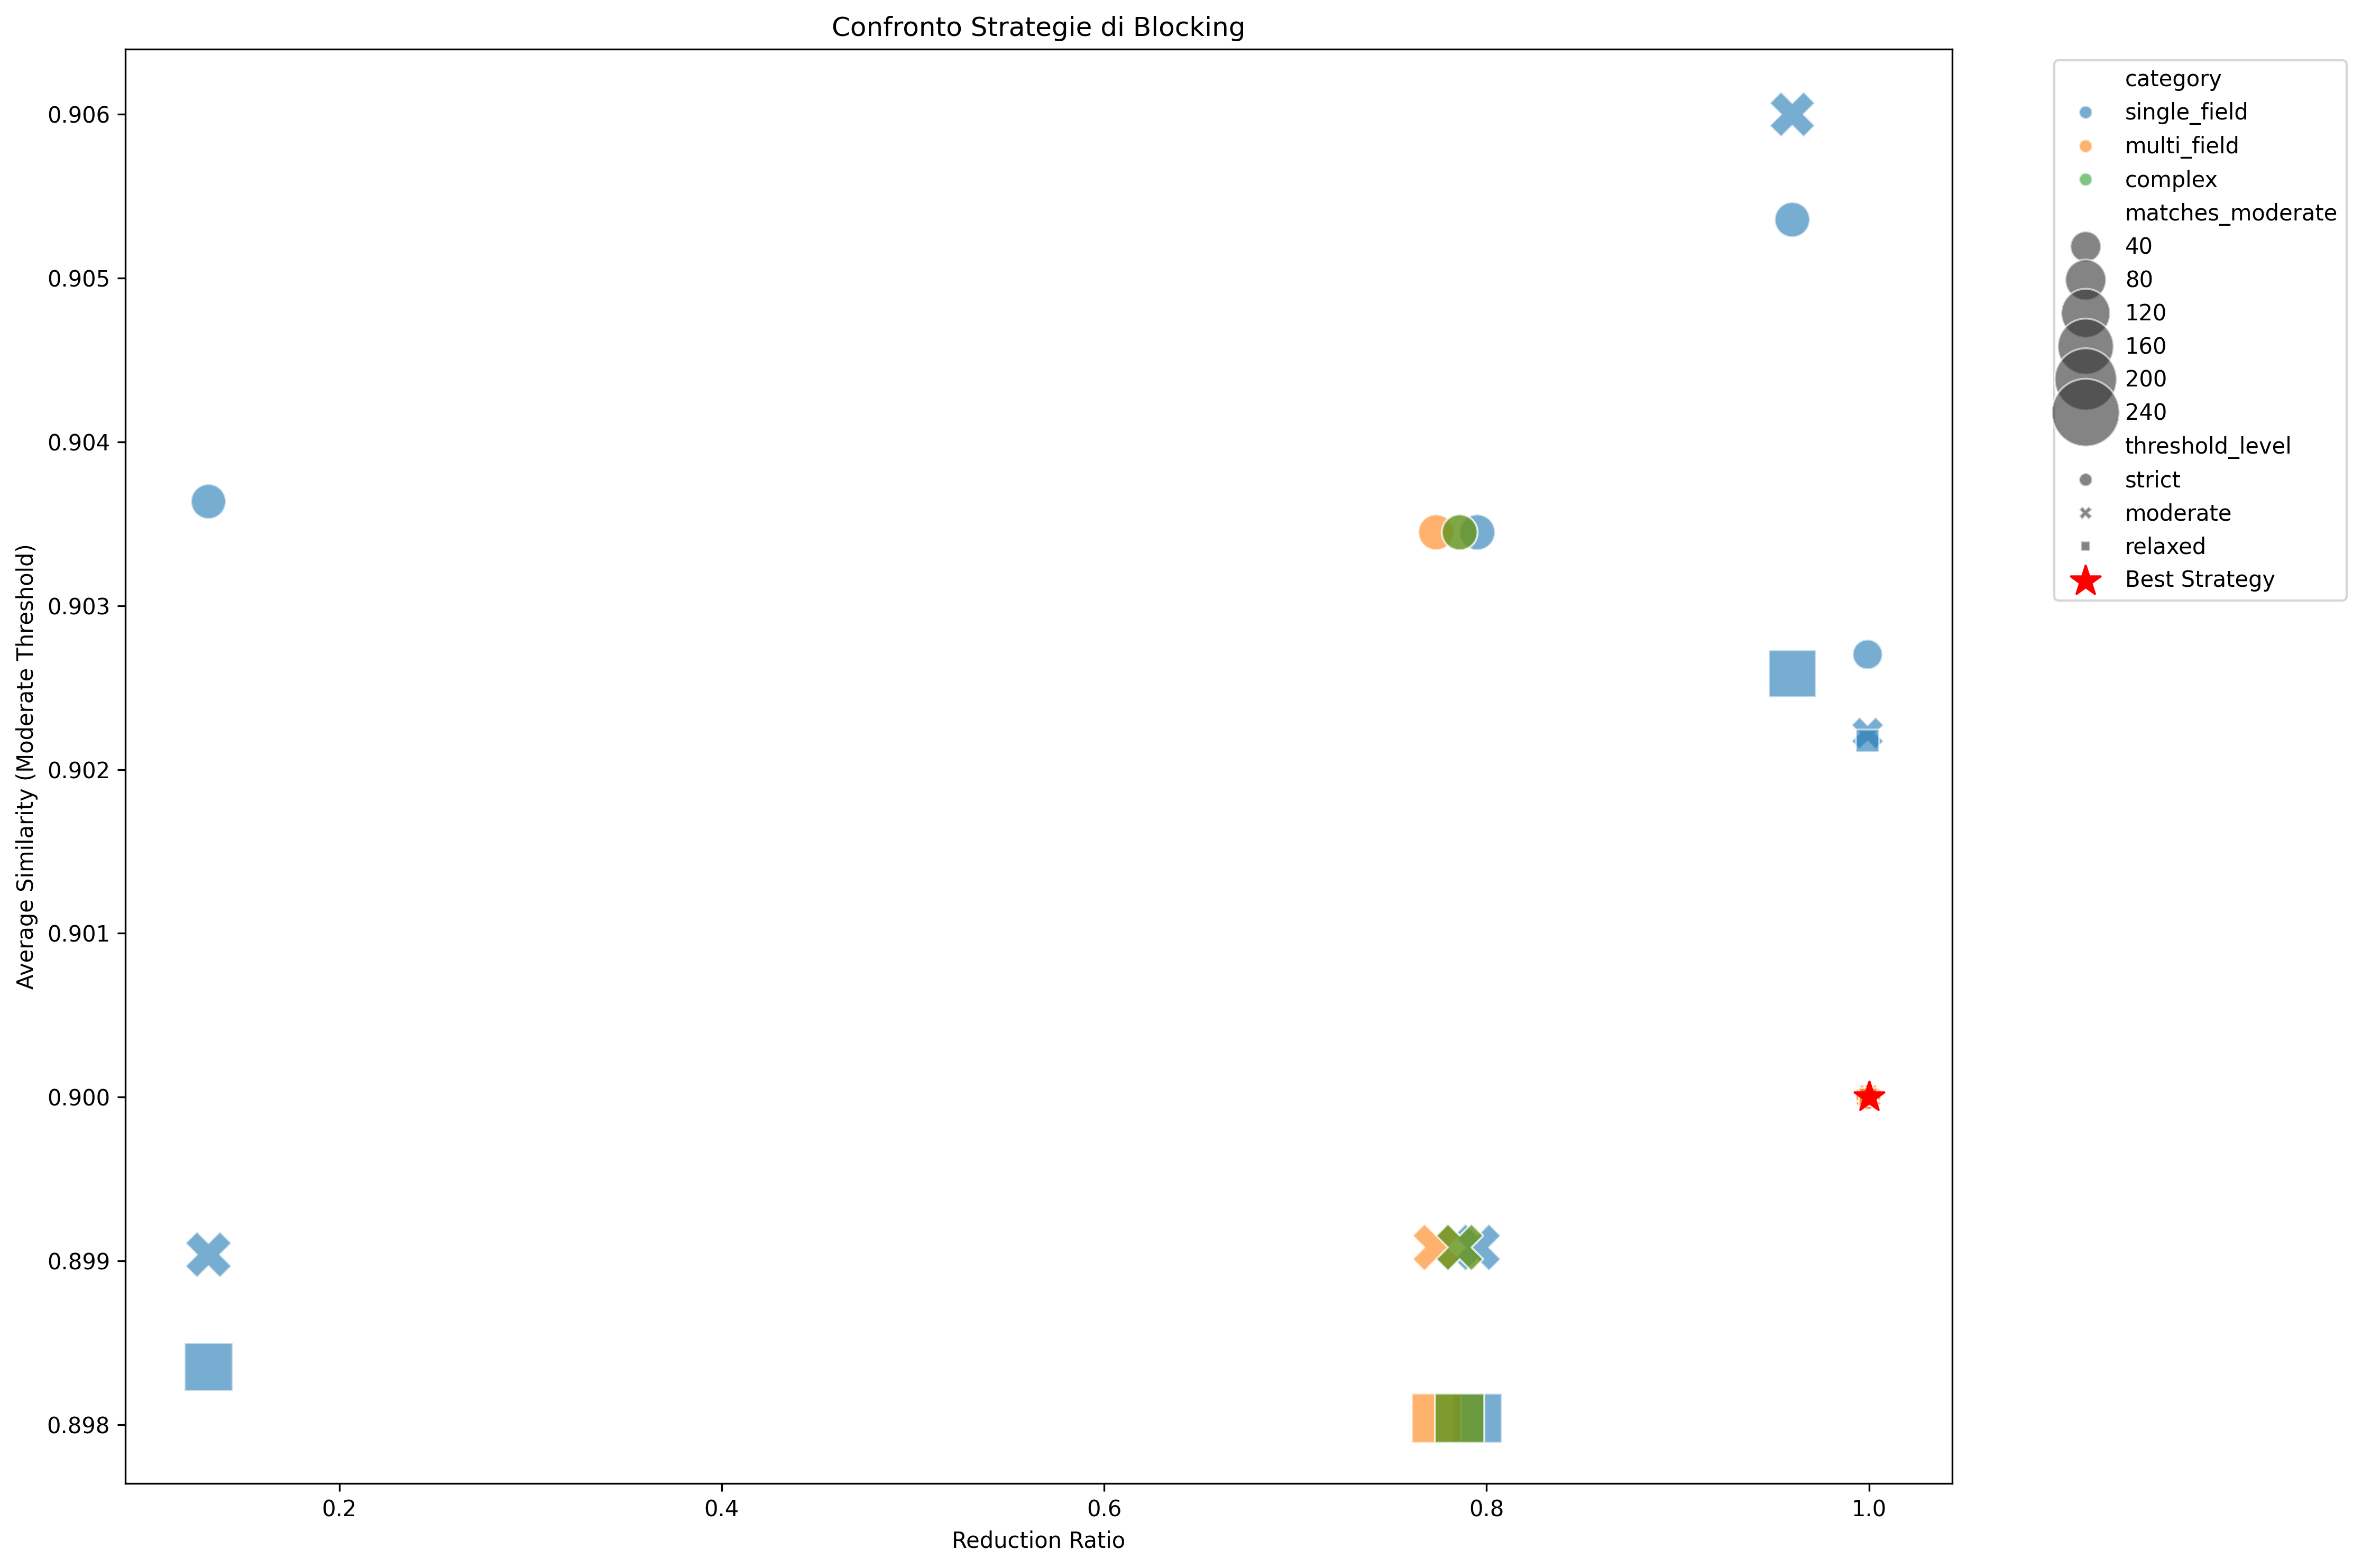 Confronto Strategie di Blocking
Average Similarity (Moderate Threshold)
0.906
0.905
0.904
0.903
0.902
0.901
0.900
0.899
0.898
0.2
0.4
0.6
0.8
1.0
Reduction Ratio
category
single_field
multi_field
complex
matches_moderate
40
80
120
160
200
240
threshold_level
strict
moderate
relaxed
Best Strategy